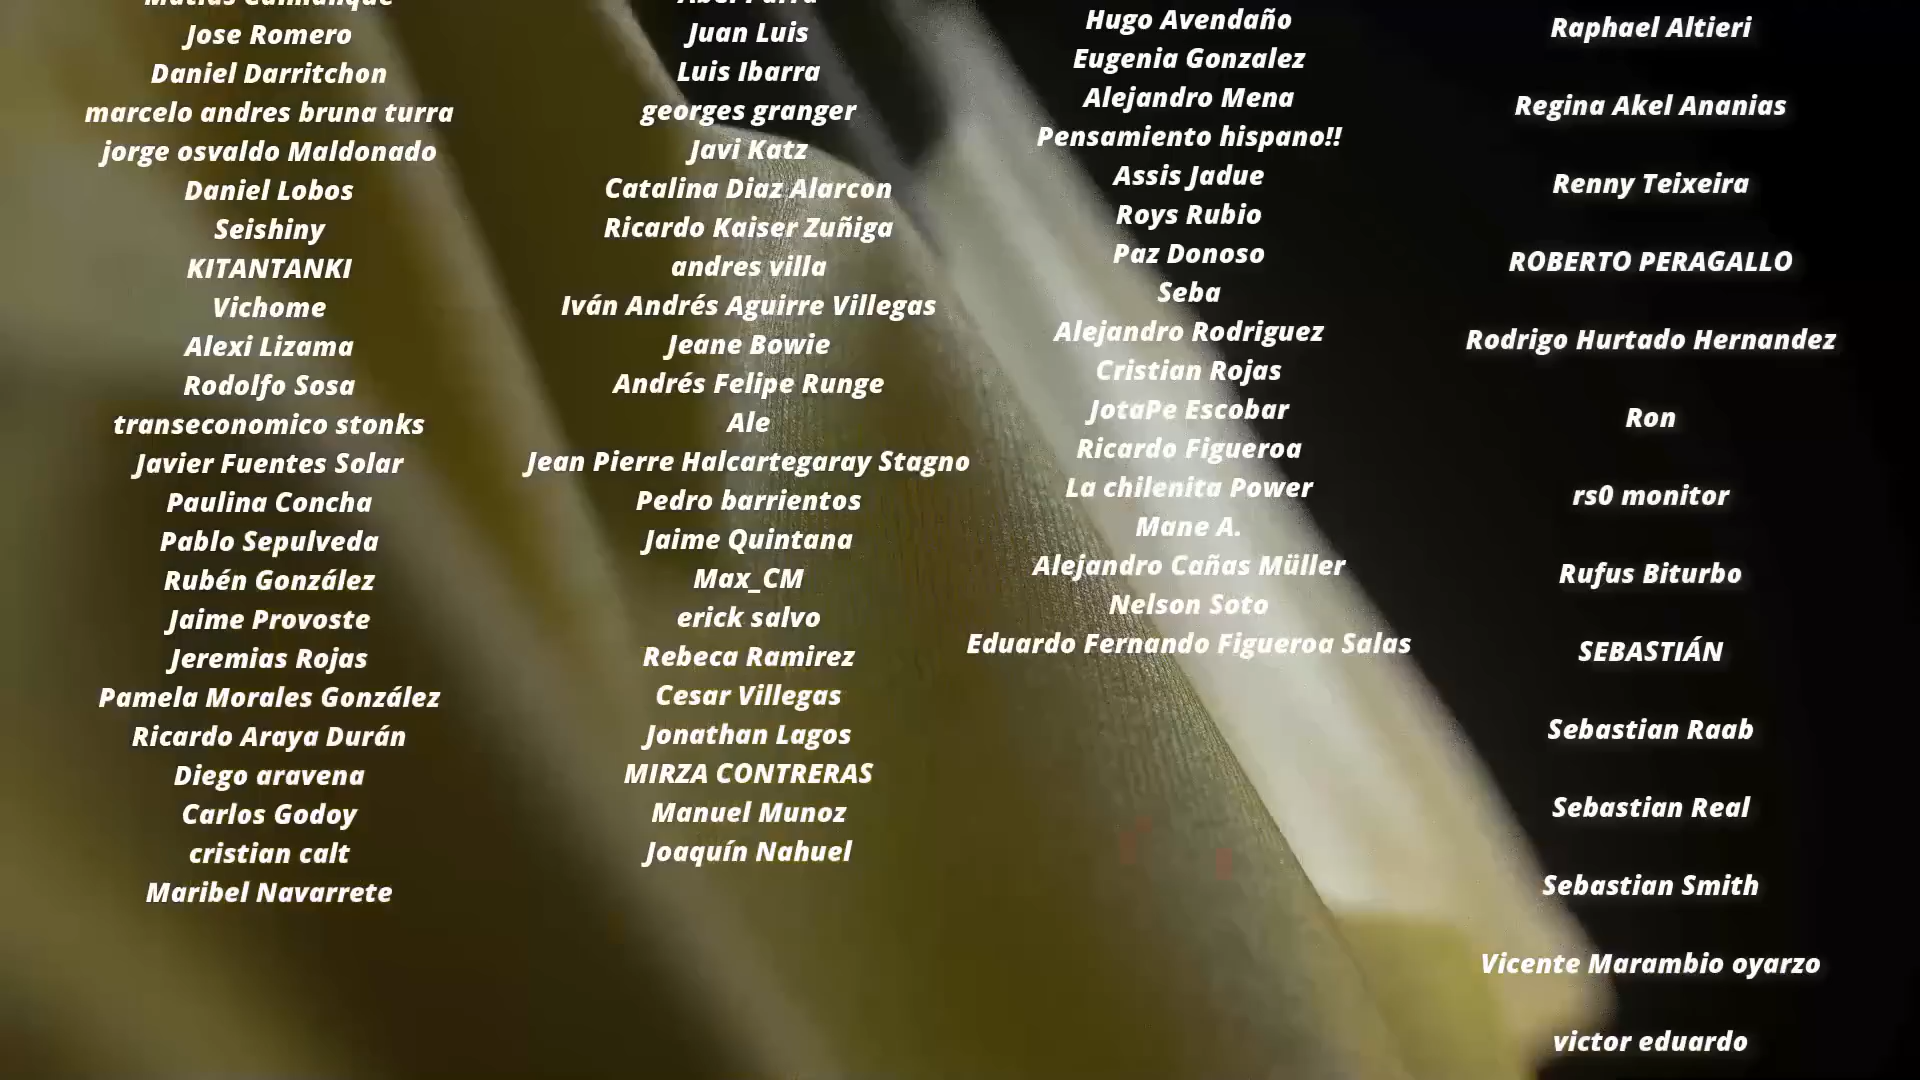 Jose Romero
Daniel Darritchon
marcelo andres bruna turra
jorge osvaldo Maldonado
Daniel Lobos
Seishiny
KITANTANKI
Vichome
Alexi Lizama
Rodolfo Sosa
transeconomico stonks
Javier Fuentes Solar
Paulina Concha
Pablo Sepulveda
Rubén González
Jaime Provoste
Jeremias Rojas
Pamela Morales González
Ricardo Araya Durán
Diego aravena
Carlos Godoy
cristian calt
Maribel Navarrete
Juan Luis
Luis Ibarra
georges granger
Javi Katz
Catalina Diaz Alarcon
Ricardo Kaiser Zuñiga
andres villa
Iván Andrés Aguirre Villegas
Jeane Bowie
Andrés Felipe Runge
Ale
Jean Pierre Halcartegaray Stagno
Pedro barrientos
Jaime Quintana
Max_CM
erick salvo
Rebeca Ramirez
Cesar Villegas
Jonathan Lagos
MIRZA CONTRERAS
Manuel Munoz
Joaquín Nahuel
Hugo Avendaño
Eugenia Gonzalez
Alejandro Mena
Pensamiento hispano!!
Assis Jadue
Roys Rubio
Paz Donoso
Seba
Alejandro Rodriguez
Cristian Rojas
JotaPe Escobar
Ricardo Figueroa
La chilenita Power
Mane A.
Alejandro Cañas Müller
Nelson Soto
Eduardo Fernando Figueroa Salas
Raphael Altieri
Regina Akel Ananias
Renny Teixeira
ROBERTO PERAGALLO
Rodrigo Hurtado Hernandez
Ron
rs0 monitor
Rufus Biturbo
SEBASTIÁN
Sebastian Raab
Sebastian Real
Sebastian Smith
Vicente Marambio oyarzo
victor eduardo